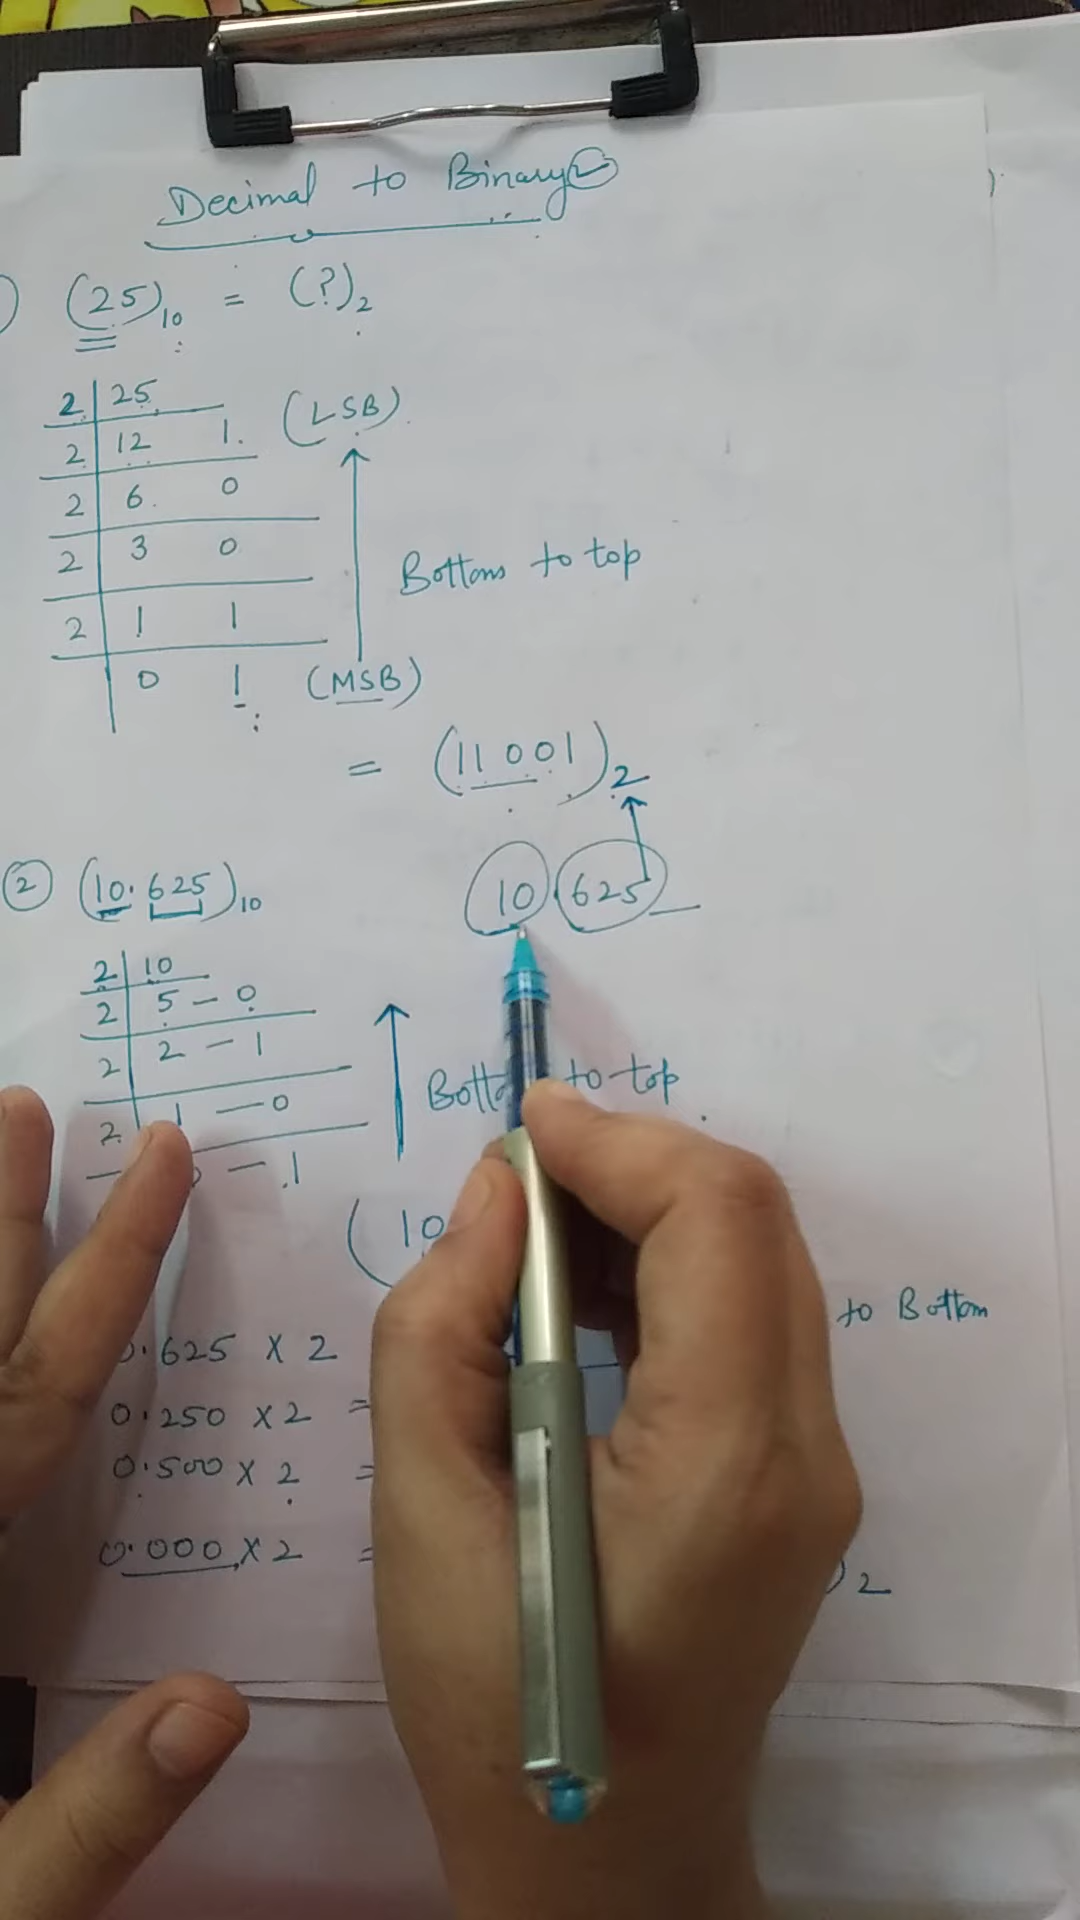 Decimal to Binary
(25)10 = (?)2
2 | 25
2 | 12 1 (LSB)
2 | 6 0
2 | 3 0
Bottom to top
2 | 1 1
0 1 (MSB)
= (11001)2
② (10.625)10 10.625
2 | 10
2 | 5 - 0
2 | 2 - 1
to top
2 | 1 - 0
- 1
(10
to Bottom
.625 X 2
0.250 X 2 =
0.500 X 2 =
0.000 X 2 =
)2